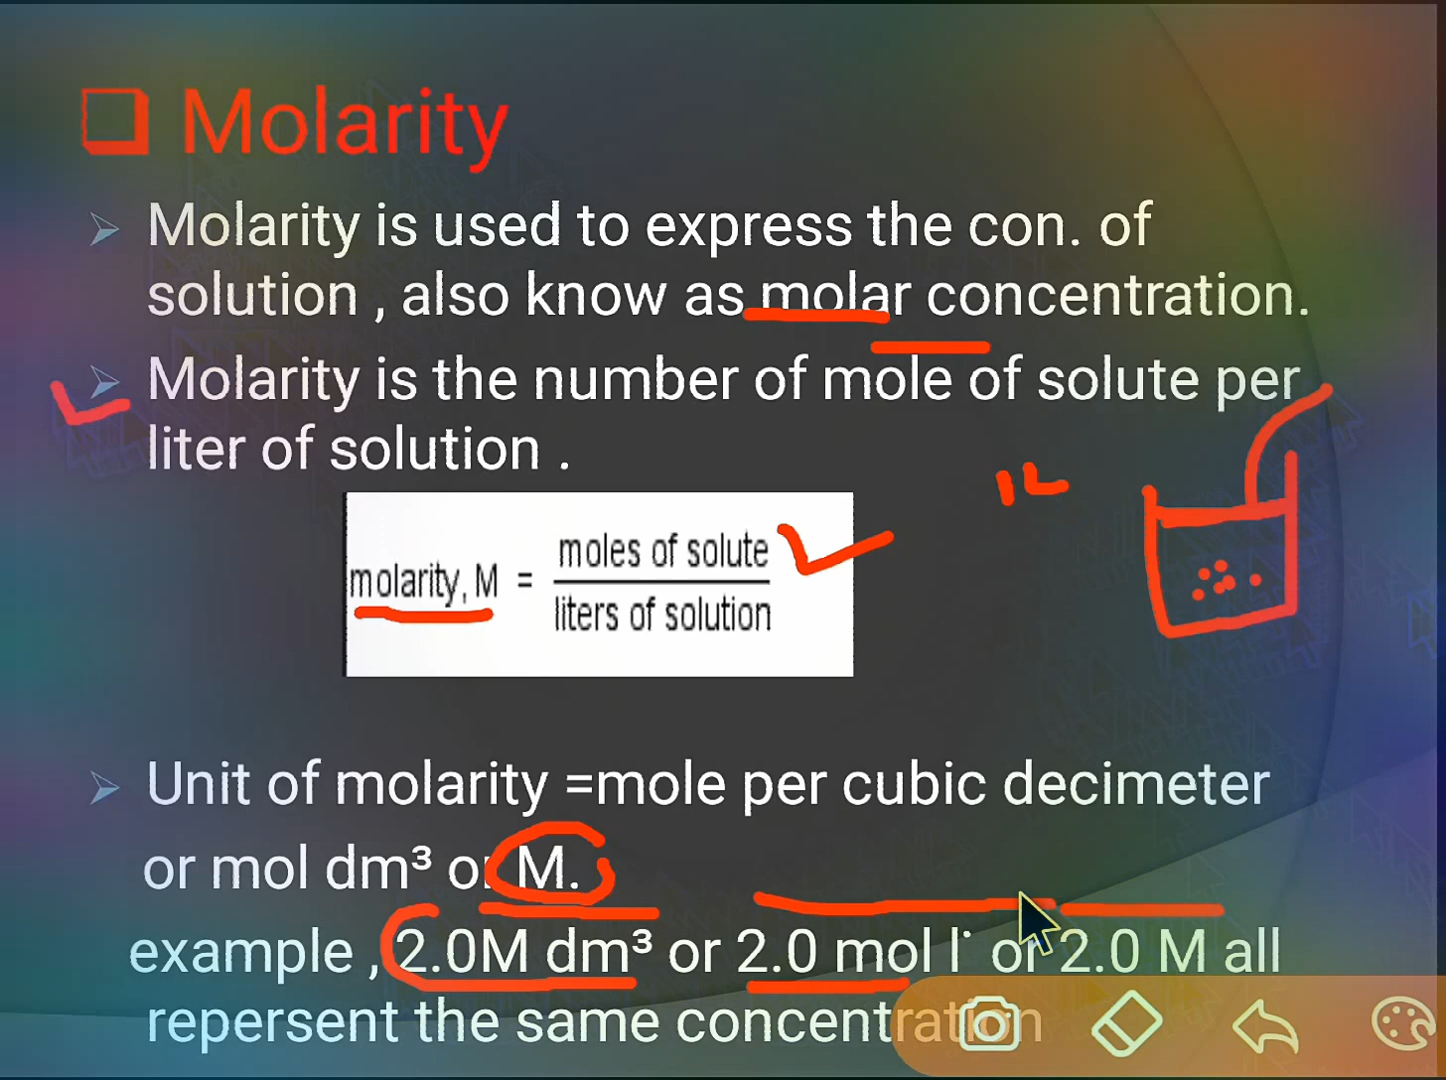 Molarity
Molarity is used to express the con. of
solution , also know as molar concentration.
Molarity is the number of mole of solute per
liter of solution .
1L
molarity, M = moles of solute
liters of solution
Unit of molarity =mole per cubic decimeter
or mol dm³ or M.
example , 2.0M dm³ or 2.0 mol l˙ or 2.0 M all
repersent the same concentration